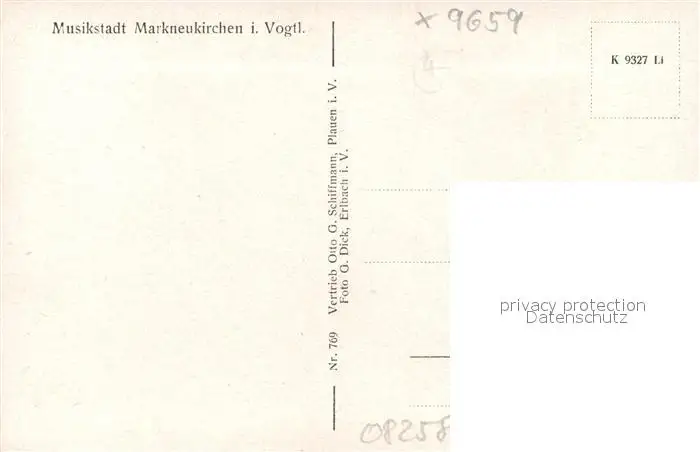 Musikstadt Markneukirchen i. Vogtl.
x 9659
4
K 9327 Li
Nr. 769 Vertrieb Otto G. Schiffmann, Plauen i. V.
Foto G. Dick, Erlbach i. V.
privacy protection
Datenschutz
08258